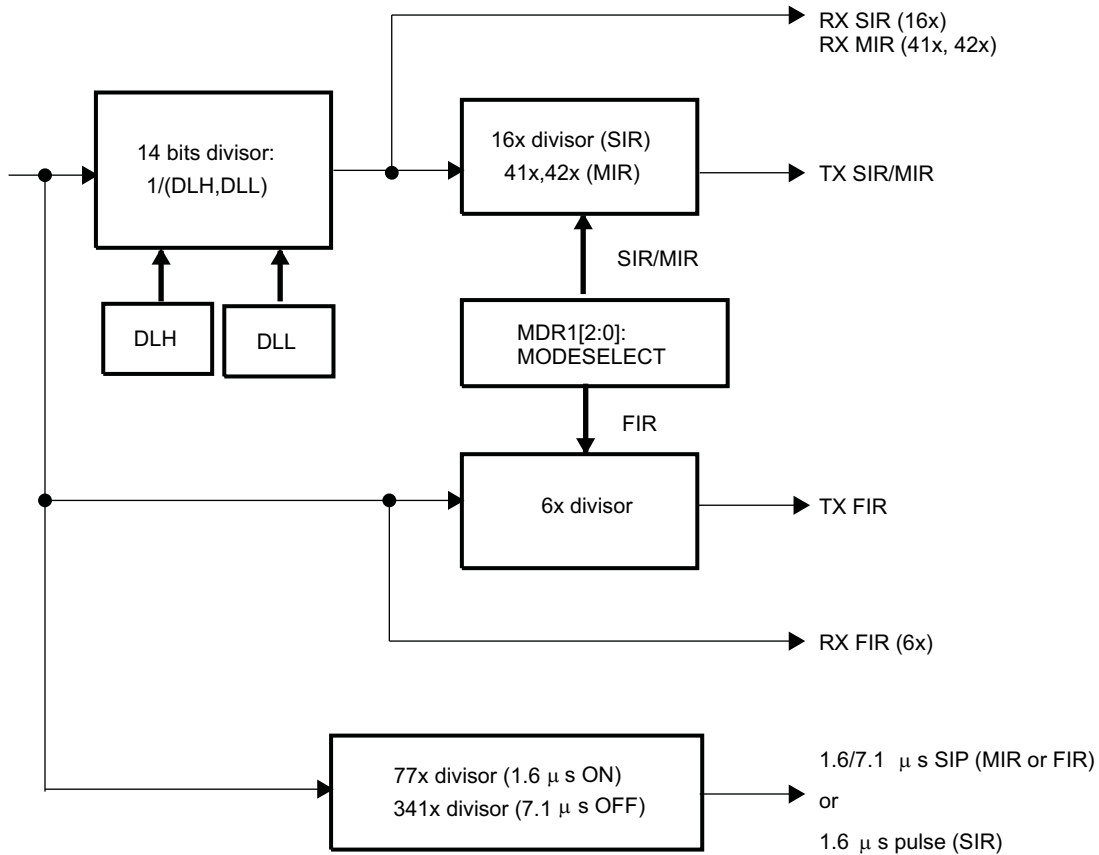 RX SIR (16x)
RX MIR (41x, 42x)
14 bits divisor:
1/(DLH,DLL)
16x divisor (SIR)
41x,42x (MIR)
TX SIR/MIR
SIR/MIR
DLH
DLL
MDR1[2:0]:
MODESELECT
FIR
6x divisor
TX FIR
RX FIR (6x)
77x divisor (1.6 μ s ON)
341x divisor (7.1 μ s OFF)
1.6/7.1 μ s SIP (MIR or FIR)
or
1.6 μ s pulse (SIR)